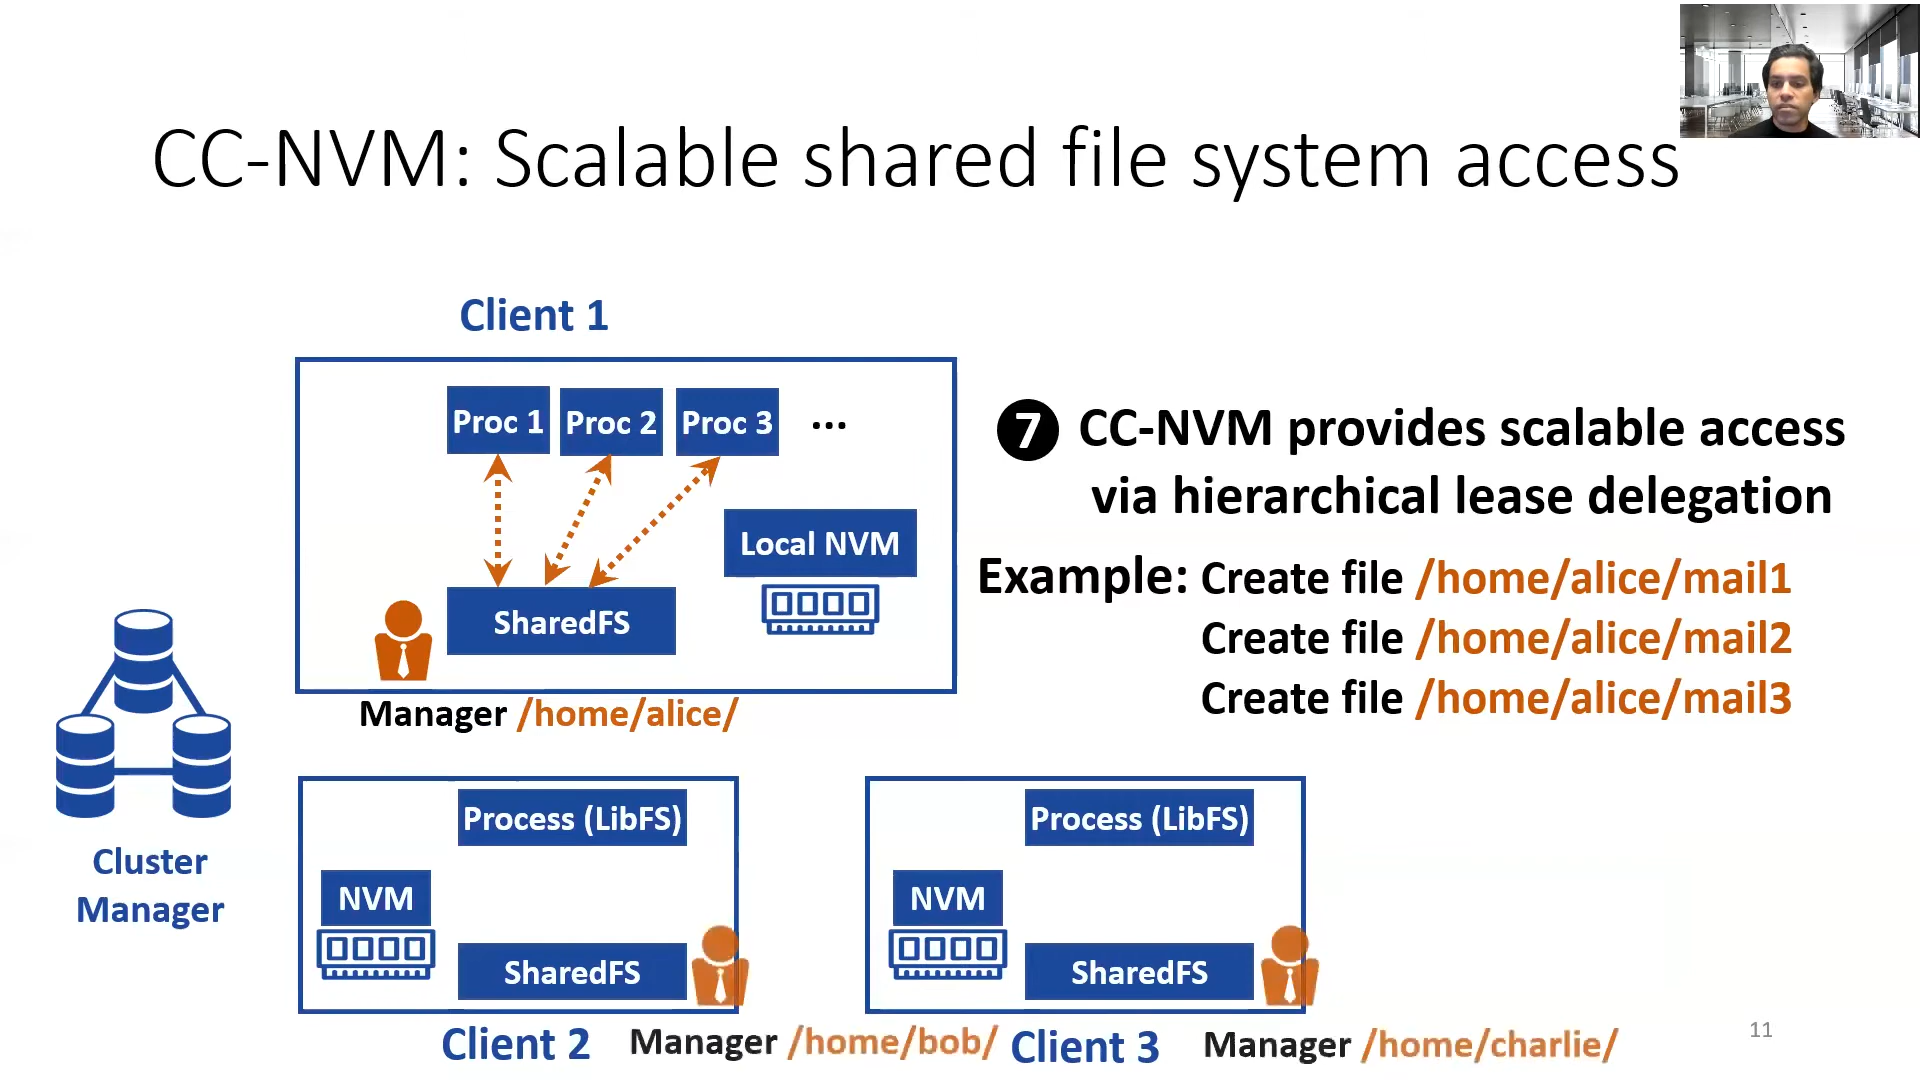 CC-NVM: Scalable shared file system access
Client 1
Proc 1 Proc 2 Proc 3 ...
Local NVM
SharedFS
Manager /home/alice/
❼ CC-NVM provides scalable access
via hierarchical lease delegation
Example: Create file /home/alice/mail1
Create file /home/alice/mail2
Create file /home/alice/mail3
Cluster
Manager
Process (LibFS)
NVM
SharedFS
Client 2 Manager /home/bob/
Process (LibFS)
NVM
SharedFS
Client 3 Manager /home/charlie/
11